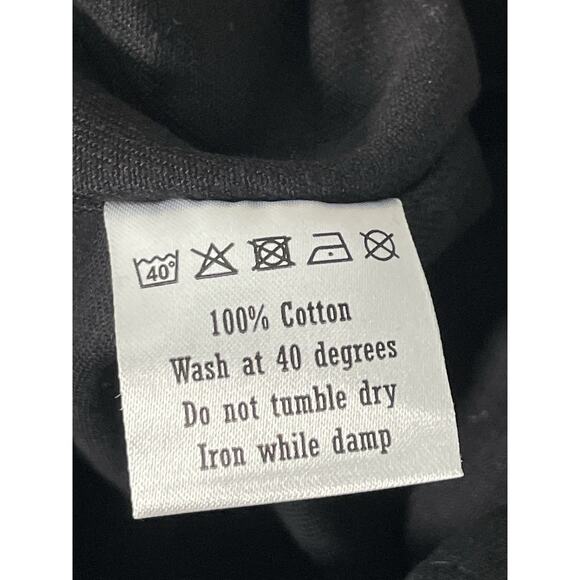 40°
100% Cotton
Wash at 40 degrees
Do not tumble dry
Iron while damp